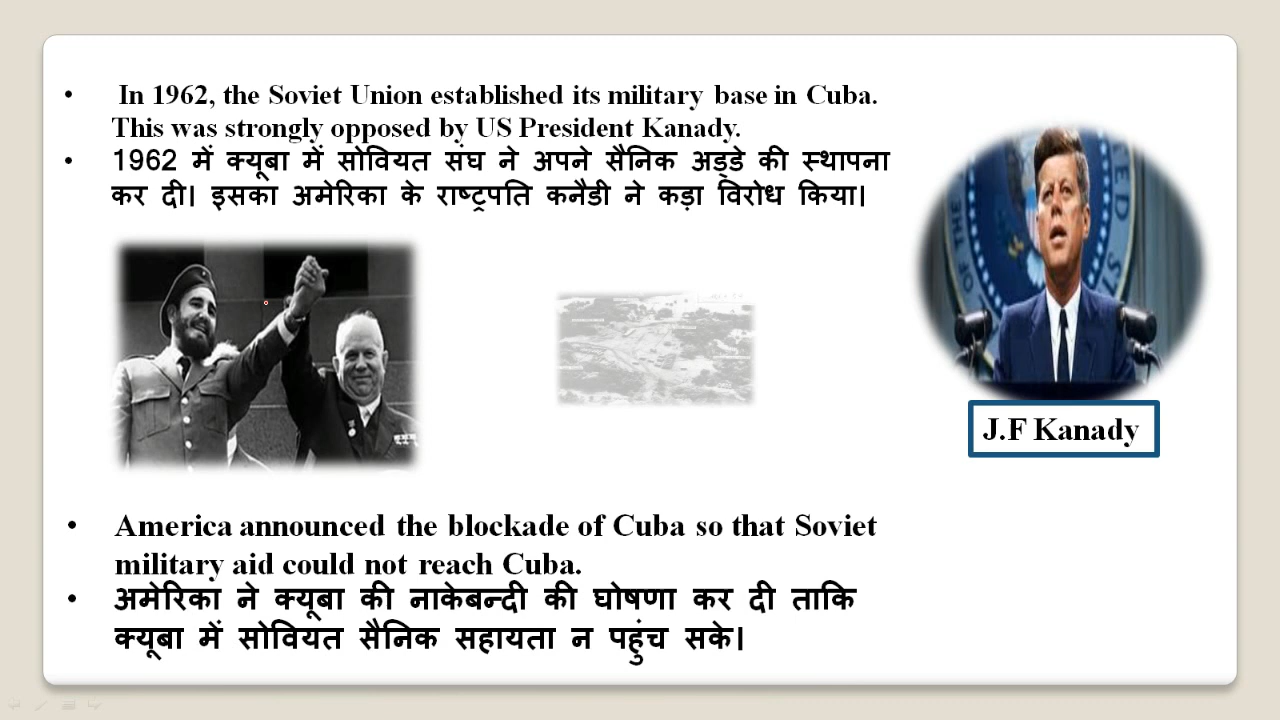 In 1962, the Soviet Union established its military base in Cuba.
This was strongly opposed by US President Kanady.
1962 में क्यूबा में सोवियत संघ ने अपने सैनिक अड्डे की स्थापना
कर दी। इसका अमेरिका के राष्ट्रपति कनैडी ने कड़ा विरोध किया।
J.F Kanady
America announced the blockade of Cuba so that Soviet
military aid could not reach Cuba.
अमेरिका ने क्यूबा की नाकेबन्दी की घोषणा कर दी ताकि
क्यूबा में सोवियत सैनिक सहायता न पहुंच सके।